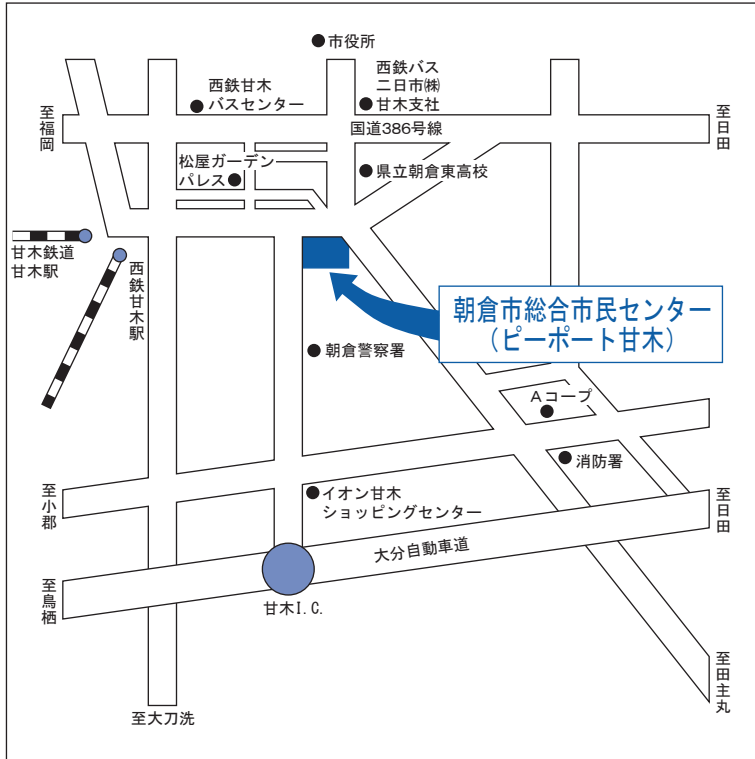 市役所
西鉄バス
二日市㈱
甘木支社
西鉄甘木
バスセンター
至福岡
至日田
国道386号線
松屋ガーデン
パレス
県立朝倉東高校
甘木鉄道
甘木駅
西鉄甘木駅
朝倉市総合市民センター
（ピーポート甘木）
朝倉警察署
Aコープ
消防署
至小郡
イオン甘木
ショッピングセンター
至日田
大分自動車道
至鳥栖
甘木I.C.
至田主丸
至大刀洗